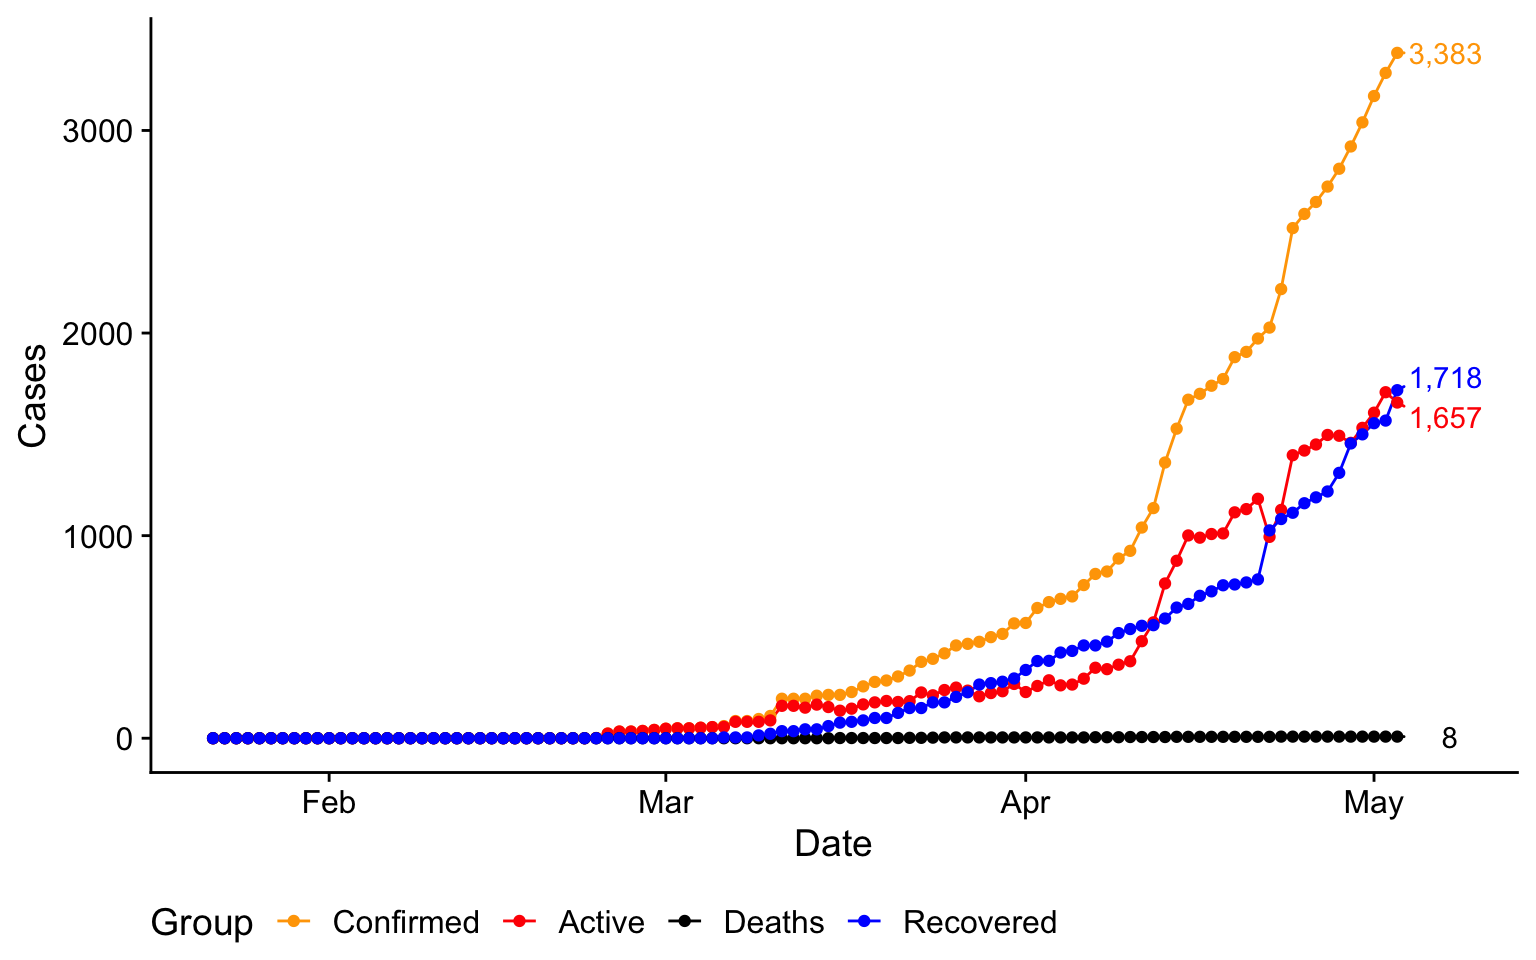 3,383
3000
2000
1,718
1,657
1000
0
8
Cases
Feb Mar Apr May
Date
Group Confirmed Active Deaths Recovered